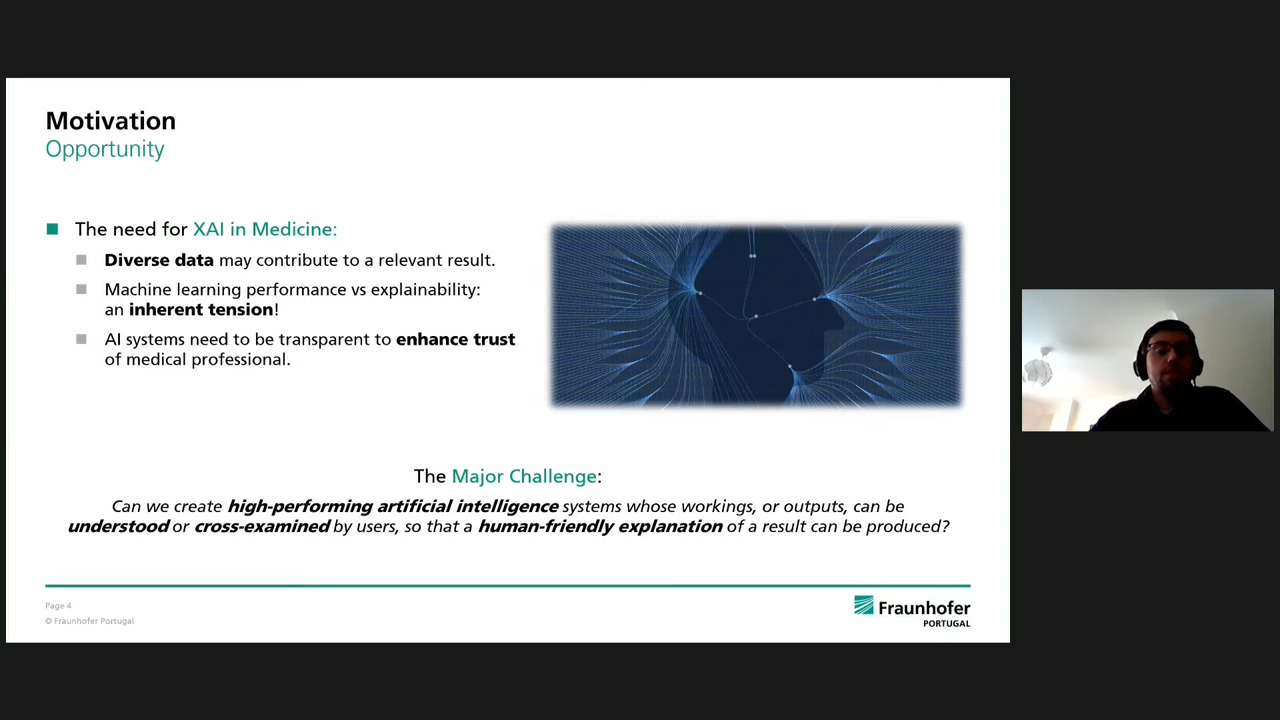 Motivation
Opportunity
The need for XAI in Medicine:
Diverse data may contribute to a relevant result.
Machine learning performance vs explainability:
an inherent tension!
AI systems need to be transparent to enhance trust
of medical professional.
The Major Challenge:
Can we create high-performing artificial intelligence systems whose workings, or outputs, can be
understood or cross-examined by users, so that a human-friendly explanation of a result can be produced?
Page 4
© Fraunhofer Portugal
Fraunhofer
PORTUGAL